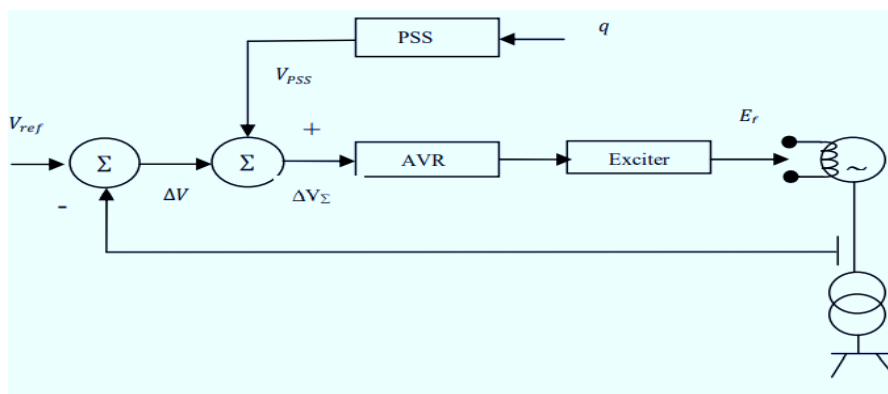 PSS
q
V_PSS
V_ref
+
E_f
Σ
Σ
AVR
Exciter
~
-
ΔV
ΔV_Σ